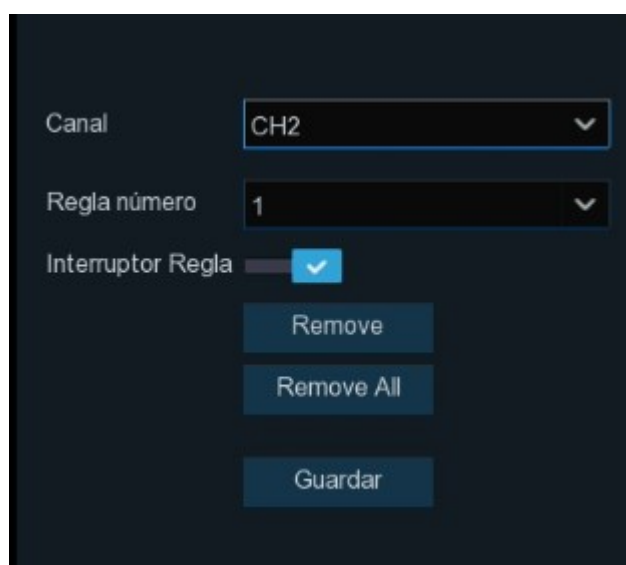 Canal CH2
Regla número 1
Interruptor Regla
Remove
Remove All
Guardar